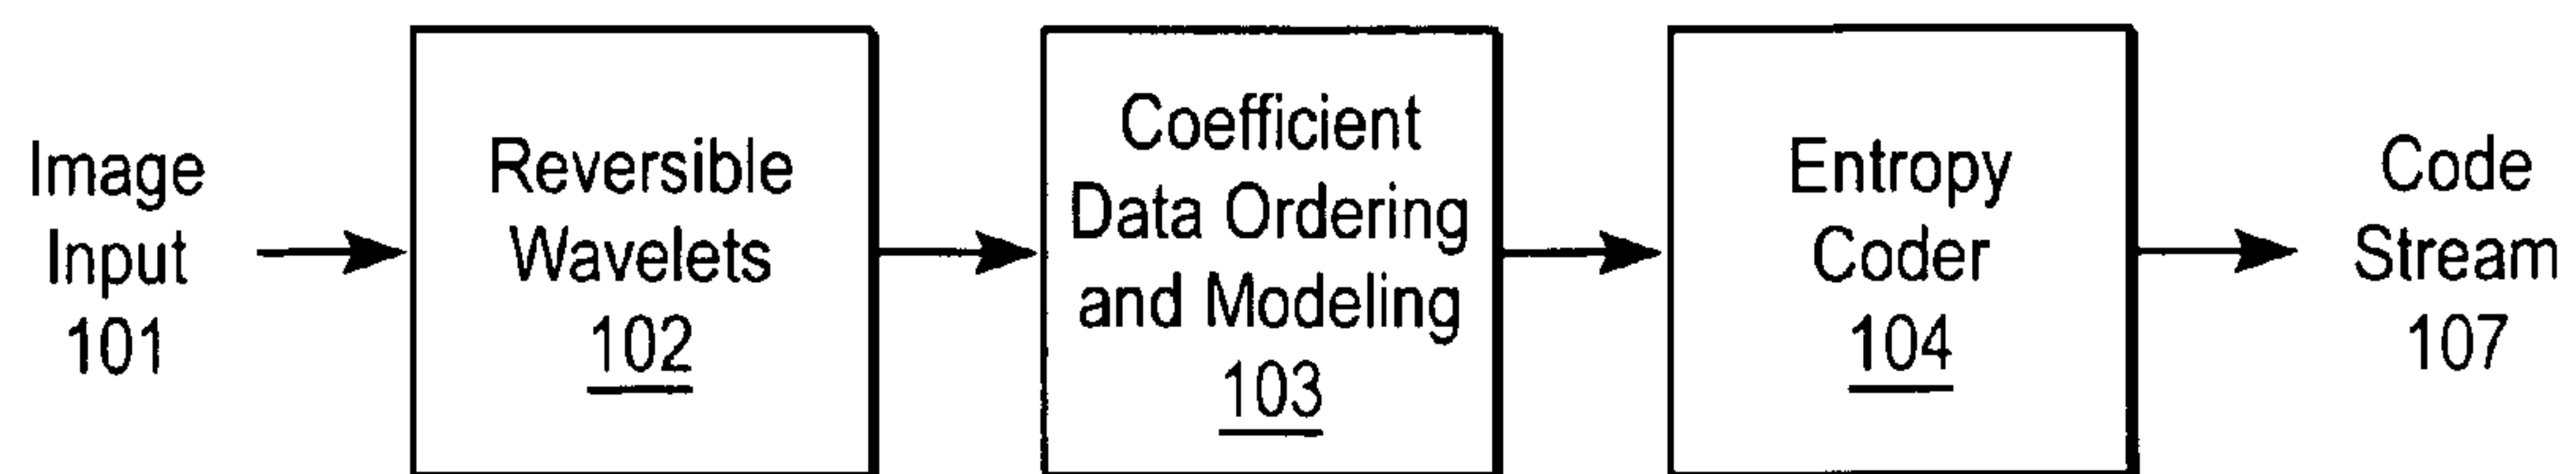 Image
Input
101
Reversible
Wavelets
102
Coefficient
Data Ordering
and Modeling
103
Entropy
Coder
104
Code
Stream
107